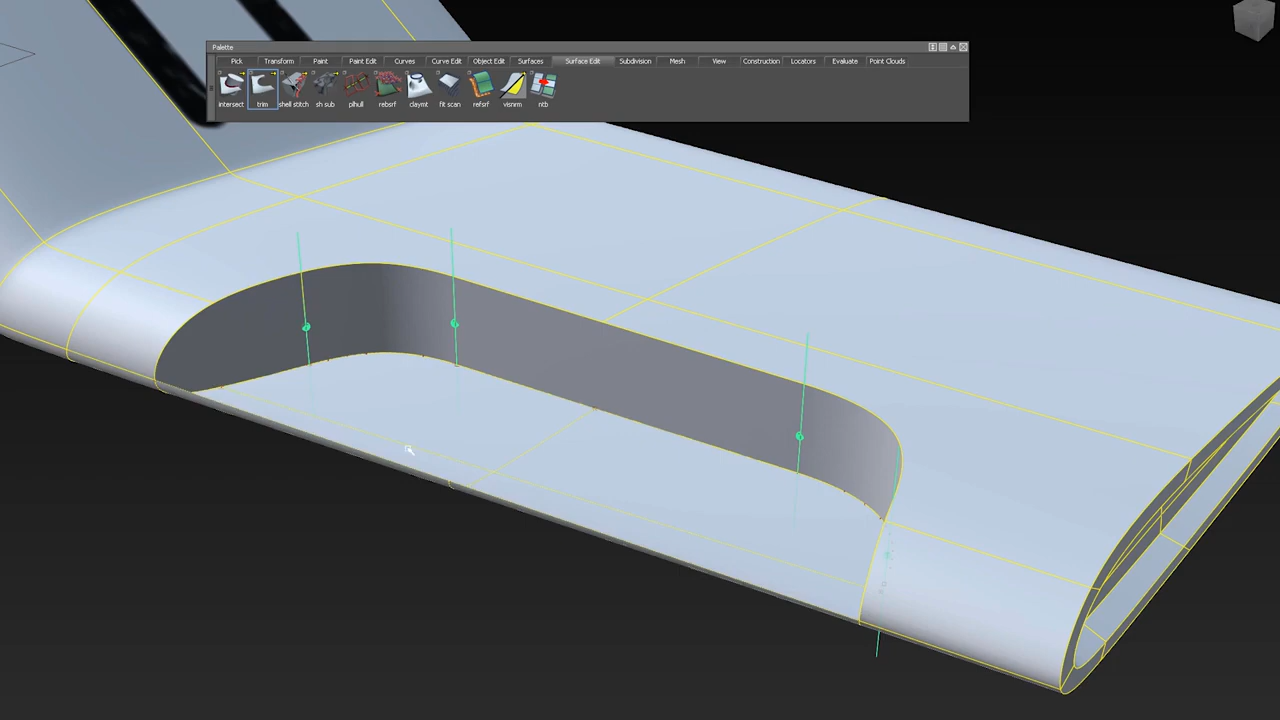 Palette
Pick Transform Paint Paint Edit Curves Curve Edit Object Edit Surfaces Surface Edit Subdivision Mesh View Construction Locators Evaluate Point Clouds
intersect trim shell stitch sh sub plhull rebsrf claymt fit scan refsrf visnrm ntb